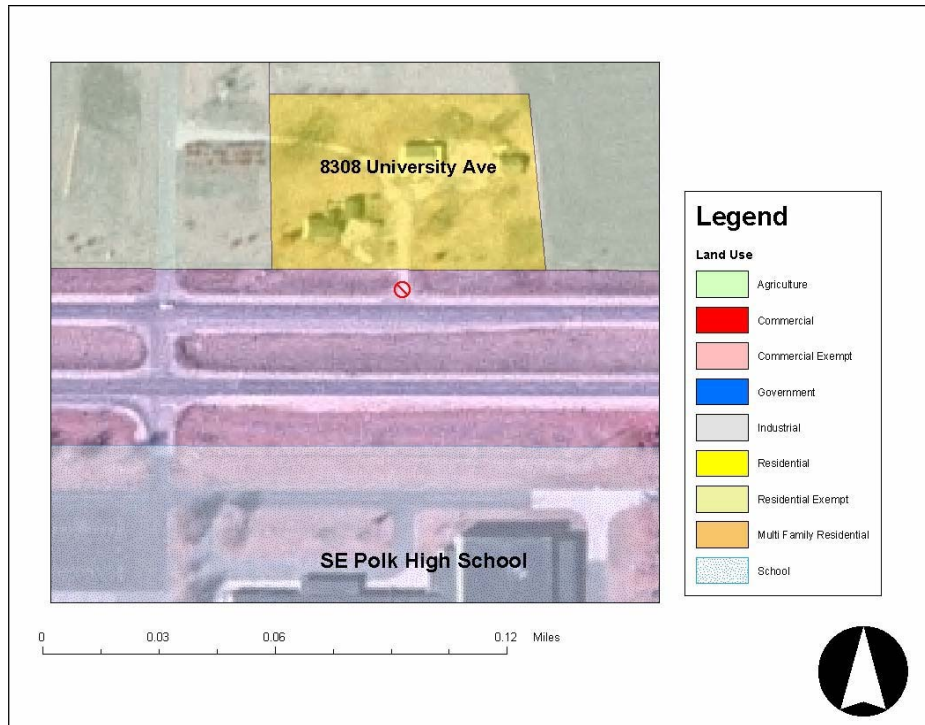 8308 University Ave
SE Polk High School
Legend
Land Use
Agriculture
Commercial
Commercial Exempt
Government
Industrial
Residential
Residential Exempt
Multi Family Residential
School
0 0.03 0.06 0.12 Miles